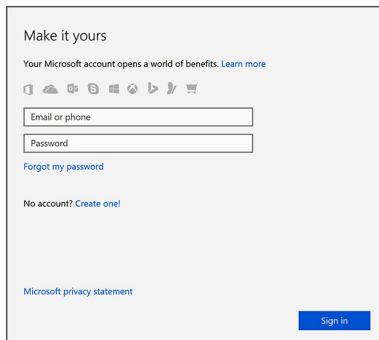 Make it yours
Your Microsoft account opens a world of benefits. Learn more
Email or phone
Password
Forgot my password
No account? Create one!
Microsoft privacy statement
Sign in